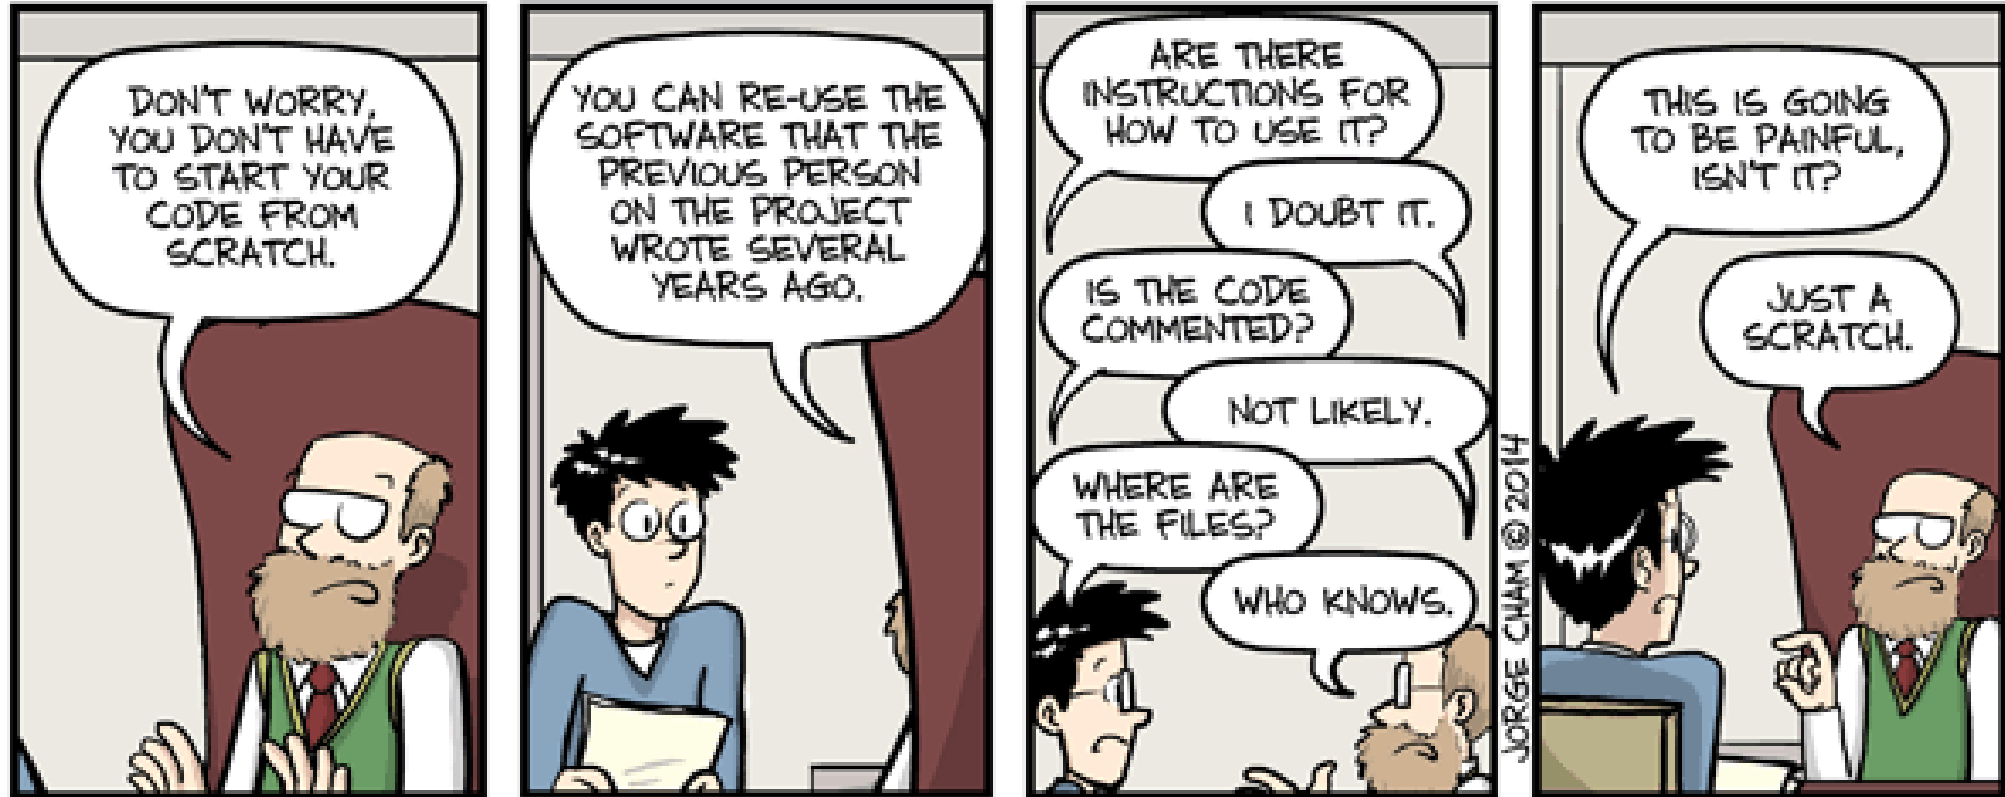 DON'T WORRY,
YOU DON'T HAVE
TO START YOUR
CODE FROM
SCRATCH.
YOU CAN RE-USE THE
SOFTWARE THAT THE
PREVIOUS PERSON
ON THE PROJECT
WROTE SEVERAL
YEARS AGO.
ARE THERE
INSTRUCTIONS FOR
HOW TO USE IT?
I DOUBT IT.
IS THE CODE
COMMENTED?
NOT LIKELY.
WHERE ARE
THE FILES?
WHO KNOWS.
JORGE CHAM © 2014
THIS IS GOING
TO BE PAINFUL,
ISN'T IT?
JUST A
SCRATCH.